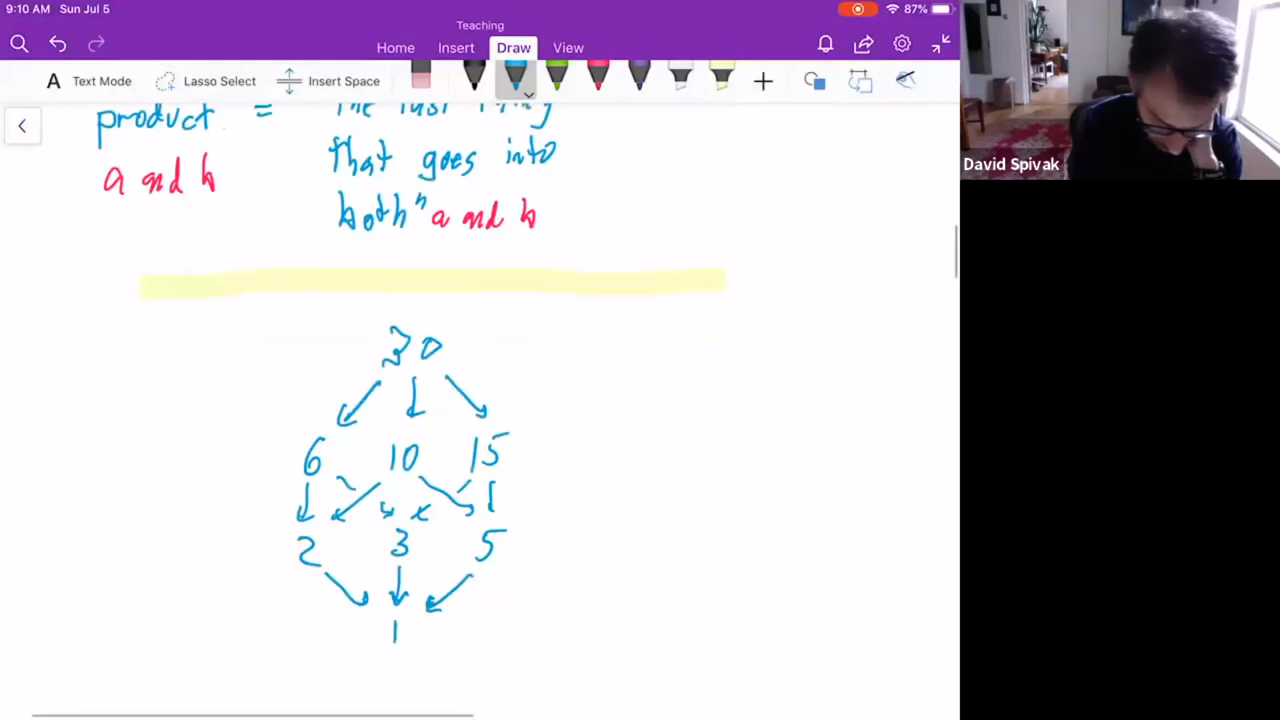 9:10 AM Sun Jul 5
87%
Teaching
Home Insert Draw View
A Text Mode Lasso Select Insert Space
product =
that goes into
a and b
both" a and b
30
6 10 15
2 3 5
1
David Spivak